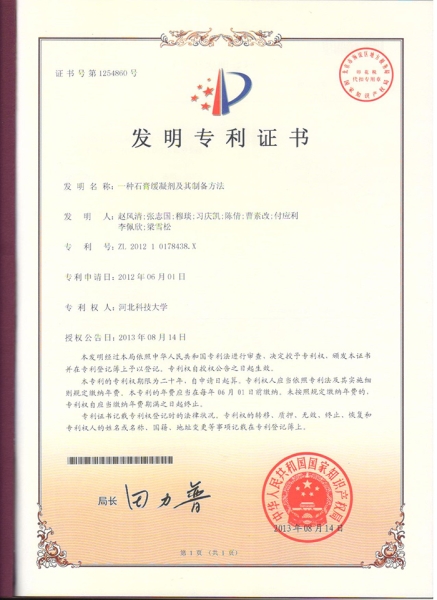 证书号第1254860号
发明专利证书
发明名称：一种石膏缓凝剂及其制备方法
发明人：赵风清;张志国;穆琰;习庆凯;陈倩;曹素改;付应利
李佩欣;梁雪松
专利号：ZL 2012 1 0178438.X
专利申请日：2012年06月01日
专利权人：河北科技大学
授权公告日：2013年08月14日
本发明经过本局依照中华人民共和国专利法进行审查，决定授予专利权，颁发本证书
并在专利登记簿上予以登记。专利权自授权公告之日起生效。
本专利的专利权期限为二十年，自申请日起算。专利权人应当依照专利法及其实施细
则规定缴纳年费。本专利的年费应当在每年06月01日前缴纳。未按照规定缴纳年费的，
专利权自应当缴纳年费期满之日起终止。
专利证书记载专利权登记时的法律状况。专利权的转移、质押、无效、终止、恢复和
专利权人的姓名或名称、国籍、地址变更等事项记载在专利登记簿上。
局长 田力普
中华人民共和国国家知识产权局
2013年08月14日
第1页（共1页）